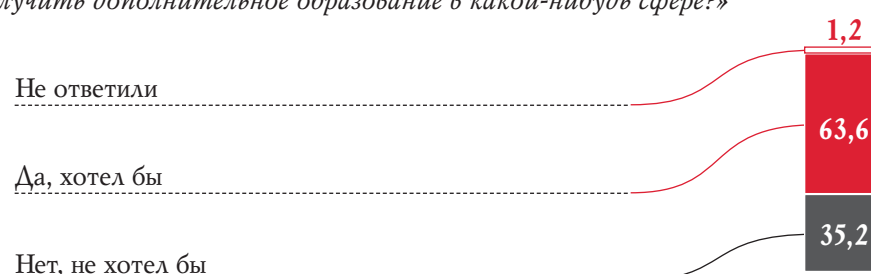 лучить дополнительное образование в какой-нибудь сфере?»
1,2
Не ответили
63,6
Да, хотел бы
35,2
Нет, не хотел бы